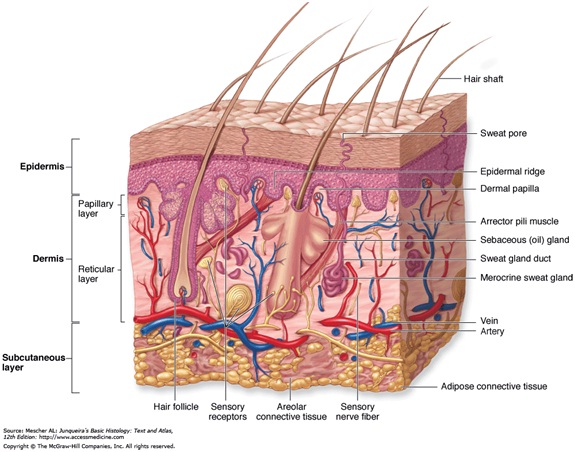 Hair shaft
Sweat pore
Epidermis
Epidermal ridge
Dermal papilla
Papillary
layer
Arrector pili muscle
Dermis
Sebaceous (oil) gland
Sweat gland duct
Reticular
layer
Merocrine sweat gland
Vein
Artery
Subcutaneous
layer
Adipose connective tissue
Hair follicle
Sensory
receptors
Areolar
connective tissue
Sensory
nerve fiber
Source: Mescher AL: Junqueira's Basic Histology: Text and Atlas,
12th Edition: http://www.accessmedicine.com
Copyright © The McGraw-Hill Companies, Inc. All rights reserved.